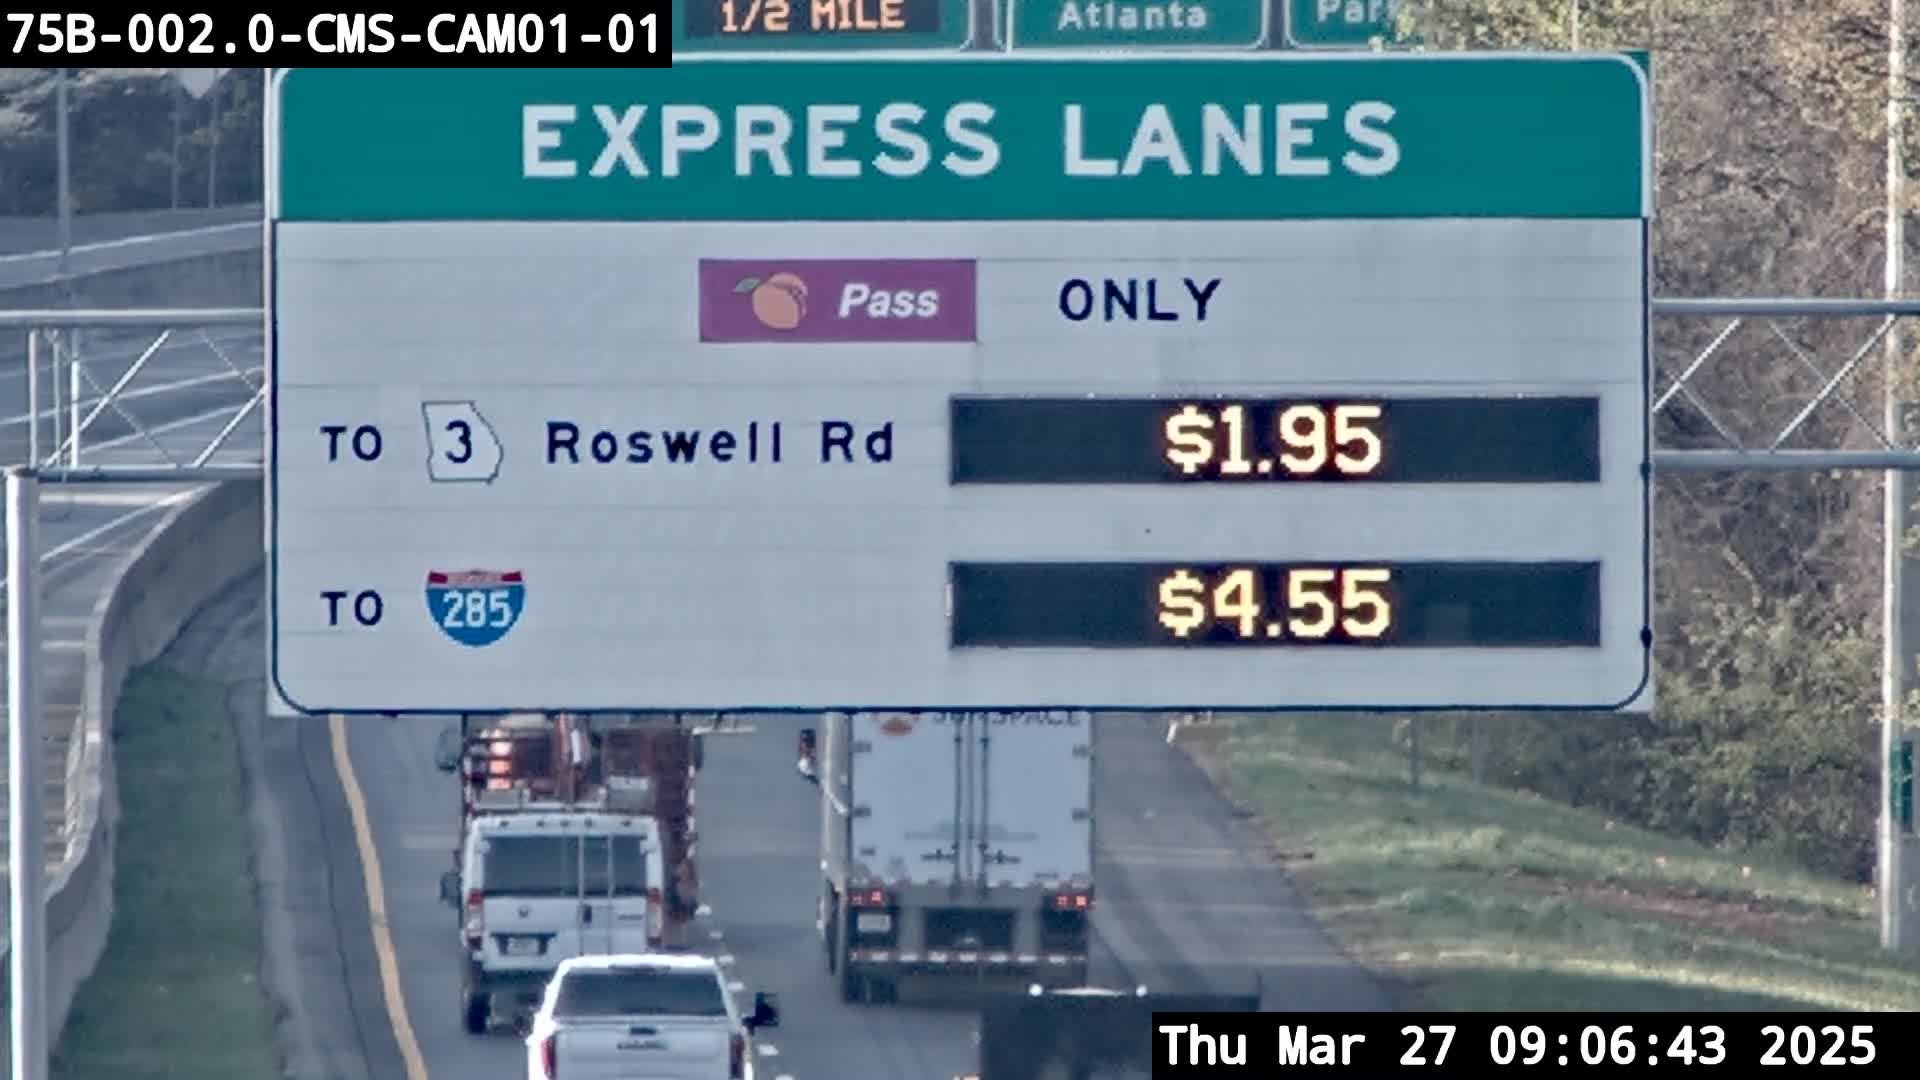 75B-002.0-CMS-CAM01-01
1/2 MILE
Atlanta
EXPRESS LANES
Pass ONLY
TO 3 Roswell Rd $1.95
TO 285 $4.55
Thu Mar 27 09:06:43 2025